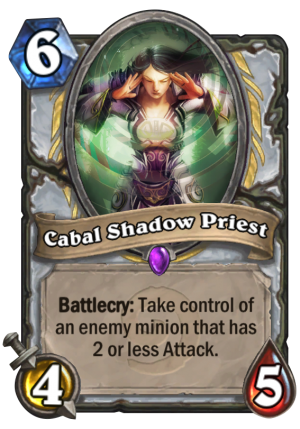 6
Cabal Shadow Priest
Battlecry: Take control of
an enemy minion that has
2 or less Attack.
4
5